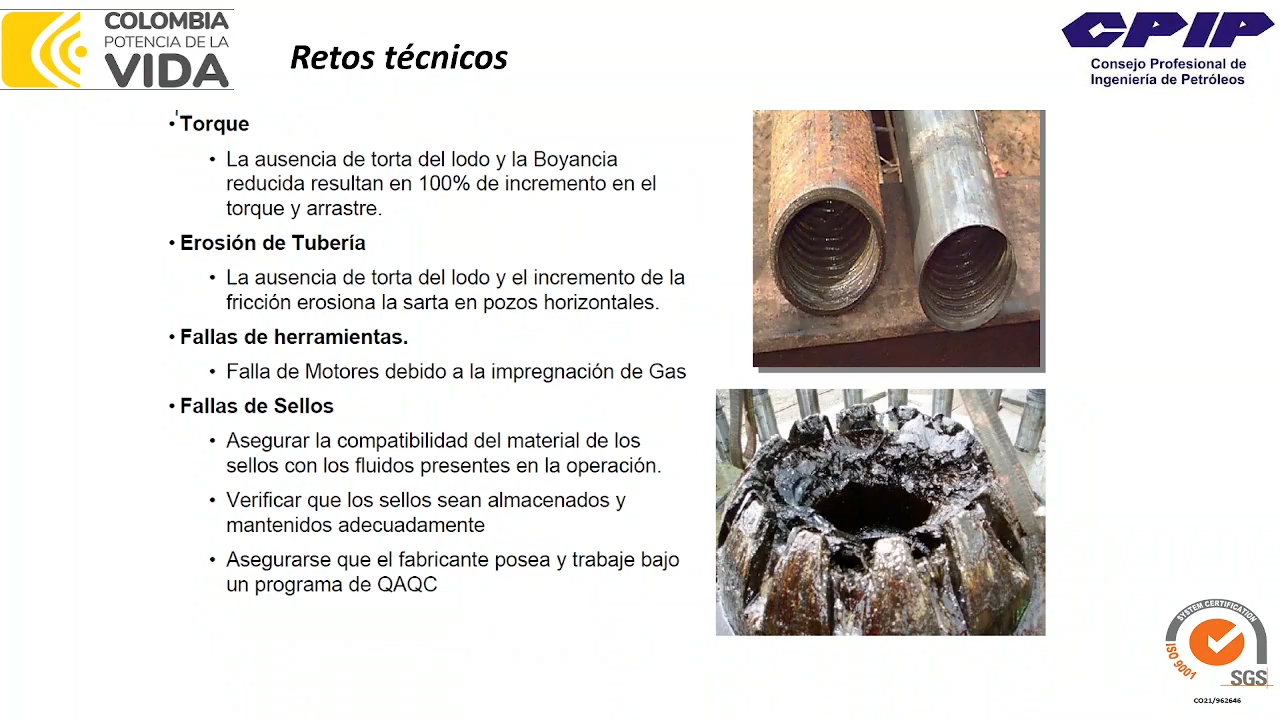 COLOMBIA
POTENCIA DE LA
VIDA
Retos técnicos
CPIP
Consejo Profesional de
Ingeniería de Petróleos
• Torque
• La ausencia de torta del lodo y la Boyancia
reducida resultan en 100% de incremento en el
torque y arrastre.
• Erosión de Tubería
• La ausencia de torta del lodo y el incremento de la
fricción erosiona la sarta en pozos horizontales.
• Fallas de herramientas.
• Falla de Motores debido a la impregnación de Gas
• Fallas de Sellos
• Asegurar la compatibilidad del material de los
sellos con los fluidos presentes en la operación.
• Verificar que los sellos sean almacenados y
mantenidos adecuadamente
• Asegurarse que el fabricante posea y trabaje bajo
un programa de QAQC
SYSTEM CERTIFICATION
ISO 9001
SGS
CO21/962646